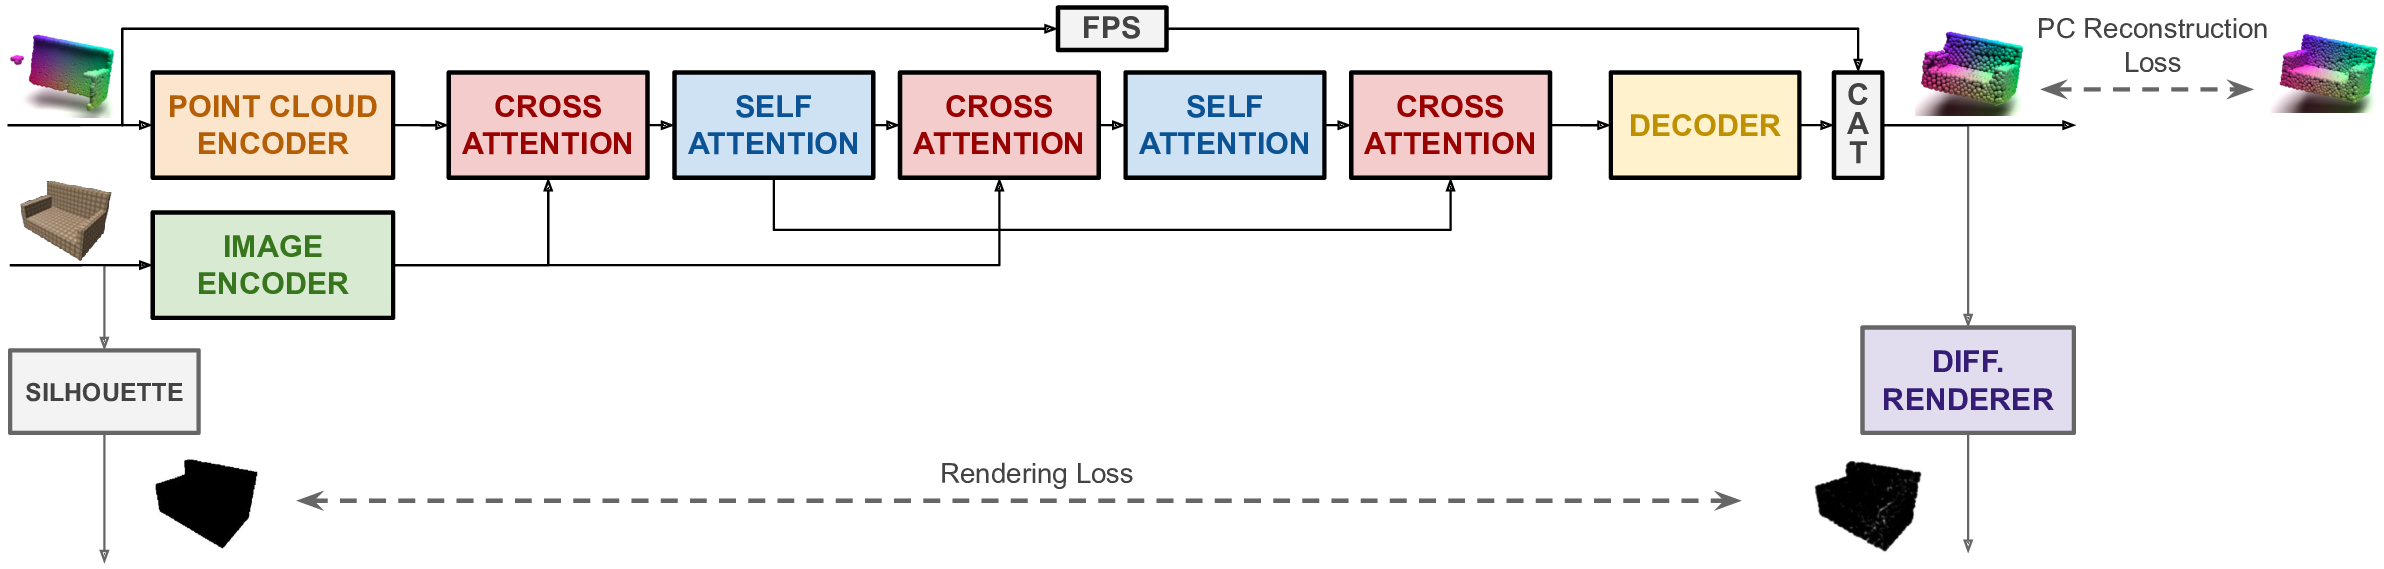 FPS
PC Reconstruction
Loss
POINT CLOUD
ENCODER
CROSS
ATTENTION
SELF
ATTENTION
CROSS
ATTENTION
SELF
ATTENTION
CROSS
ATTENTION
DECODER
C
A
T
IMAGE
ENCODER
SILHOUETTE
DIFF.
RENDERER
Rendering Loss